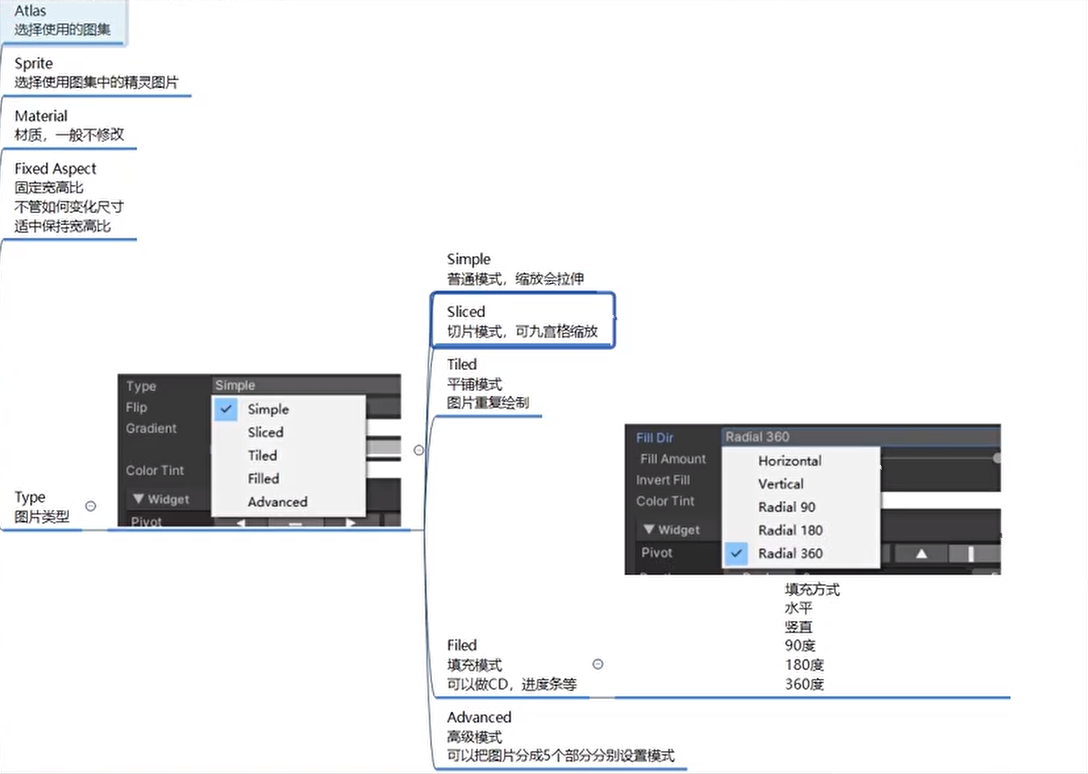 Atlas
选择使用的图集
Sprite
选择使用图集中的精灵图片
Material
材质，一般不修改
Fixed Aspect
固定宽高比
不管如何变化尺寸
适中保持宽高比
Type
图片类型
Type Simple
Flip
Gradient
Color Tint
Widget
Pivot
Simple
Sliced
Tiled
Filled
Advanced
Simple
普通模式，缩放会拉伸
Sliced
切片模式，可九宫格缩放
Tiled
平铺模式
图片重复绘制
Filed
填充模式
可以做CD，进度条等
Fill Dir Radial 360
Fill Amount
Invert Fill
Color Tint
Widget
Pivot
Horizontal
Vertical
Radial 90
Radial 180
Radial 360
填充方式
水平
竖直
90度
180度
360度
Advanced
高级模式
可以把图片分成5个部分分别设置模式